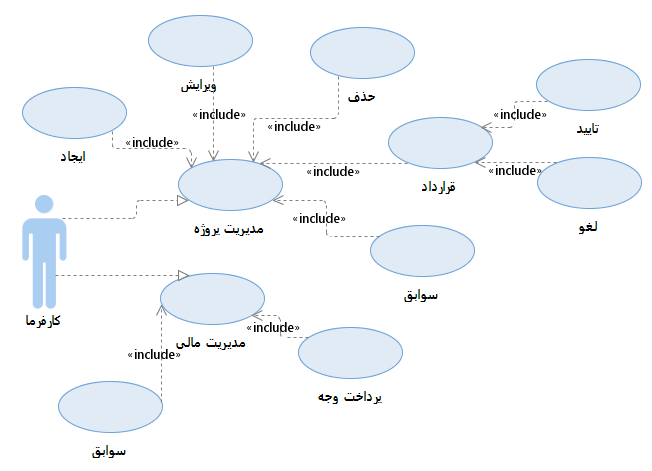 ویرایش
حذف
«include»
«include»
تایید
«include»
ایجاد
«include»
«include»
قرارداد
«include»
لغو
«include»
مدیریت پروژه
سوابق
کارفرما
«include»
مدیریت مالی
«include»
پرداخت وجه
سوابق